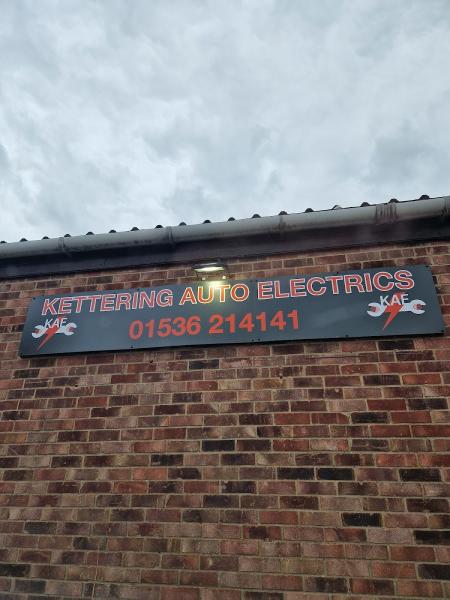 KETTERING AUTO ELECTRICS
KAE
01536 214141
KAE